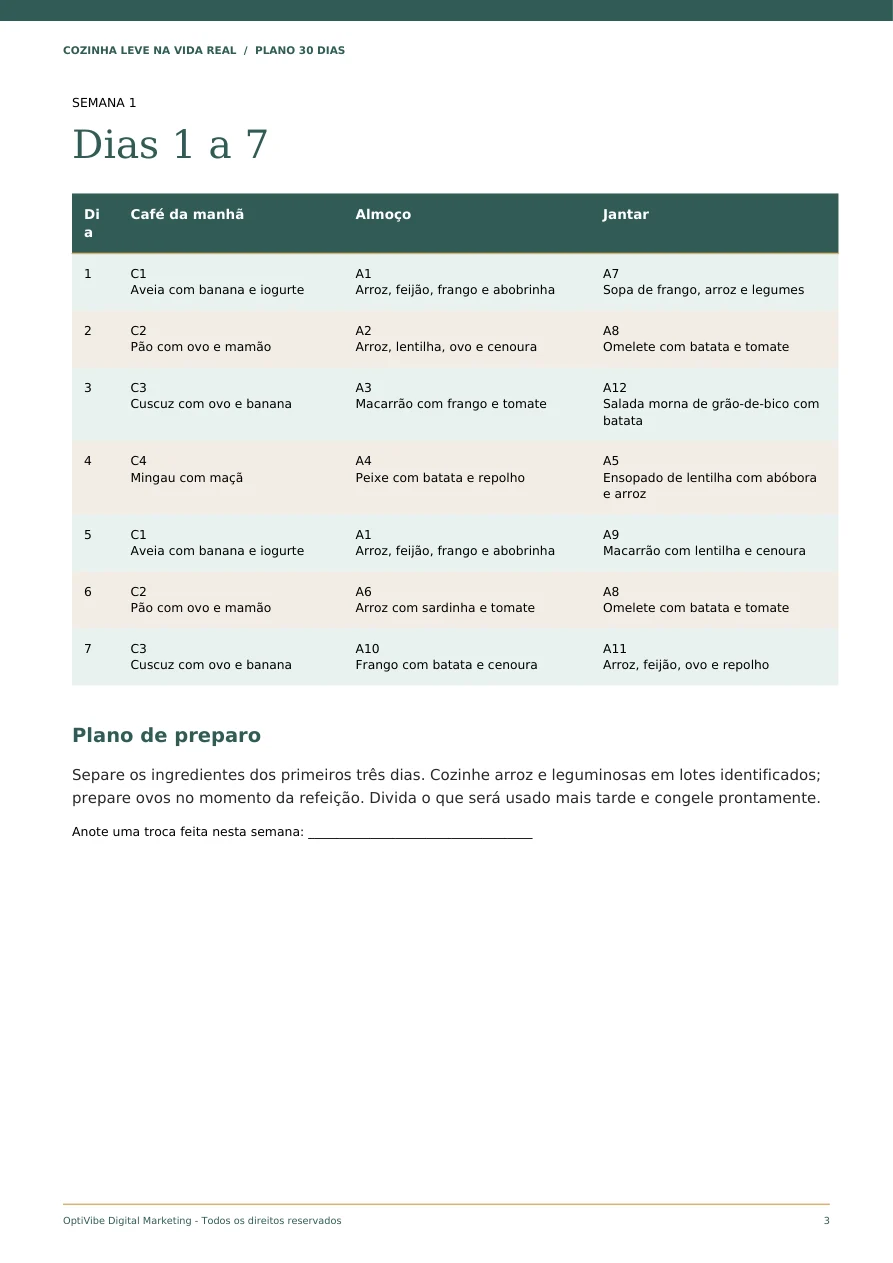 COZINHA LEVE NA VIDA REAL / PLANO 30 DIAS
SEMANA 1
Dias 1 a 7
Di
a
Café da manhã
Almoço
Jantar
1
C1
Aveia com banana e iogurte
A1
Arroz, feijão, frango e abobrinha
A7
Sopa de frango, arroz e legumes
2
C2
Pão com ovo e mamão
A2
Arroz, lentilha, ovo e cenoura
A8
Omelete com batata e tomate
3
C3
Cuscuz com ovo e banana
A3
Macarrão com frango e tomate
A12
Salada morna de grão-de-bico com
batata
4
C4
Mingau com maçã
A4
Peixe com batata e repolho
A5
Ensopado de lentilha com abóbora
e arroz
5
C1
Aveia com banana e iogurte
A1
Arroz, feijão, frango e abobrinha
A9
Macarrão com lentilha e cenoura
6
C2
Pão com ovo e mamão
A6
Arroz com sardinha e tomate
A8
Omelete com batata e tomate
7
C3
Cuscuz com ovo e banana
A10
Frango com batata e cenoura
A11
Arroz, feijão, ovo e repolho
Plano de preparo
Separe os ingredientes dos primeiros três dias. Cozinhe arroz e leguminosas em lotes identificados;
prepare ovos no momento da refeição. Divida o que será usado mais tarde e congele prontamente.
Anote uma troca feita nesta semana: ________________________________
OptiVibe Digital Marketing - Todos os direitos reservados
3